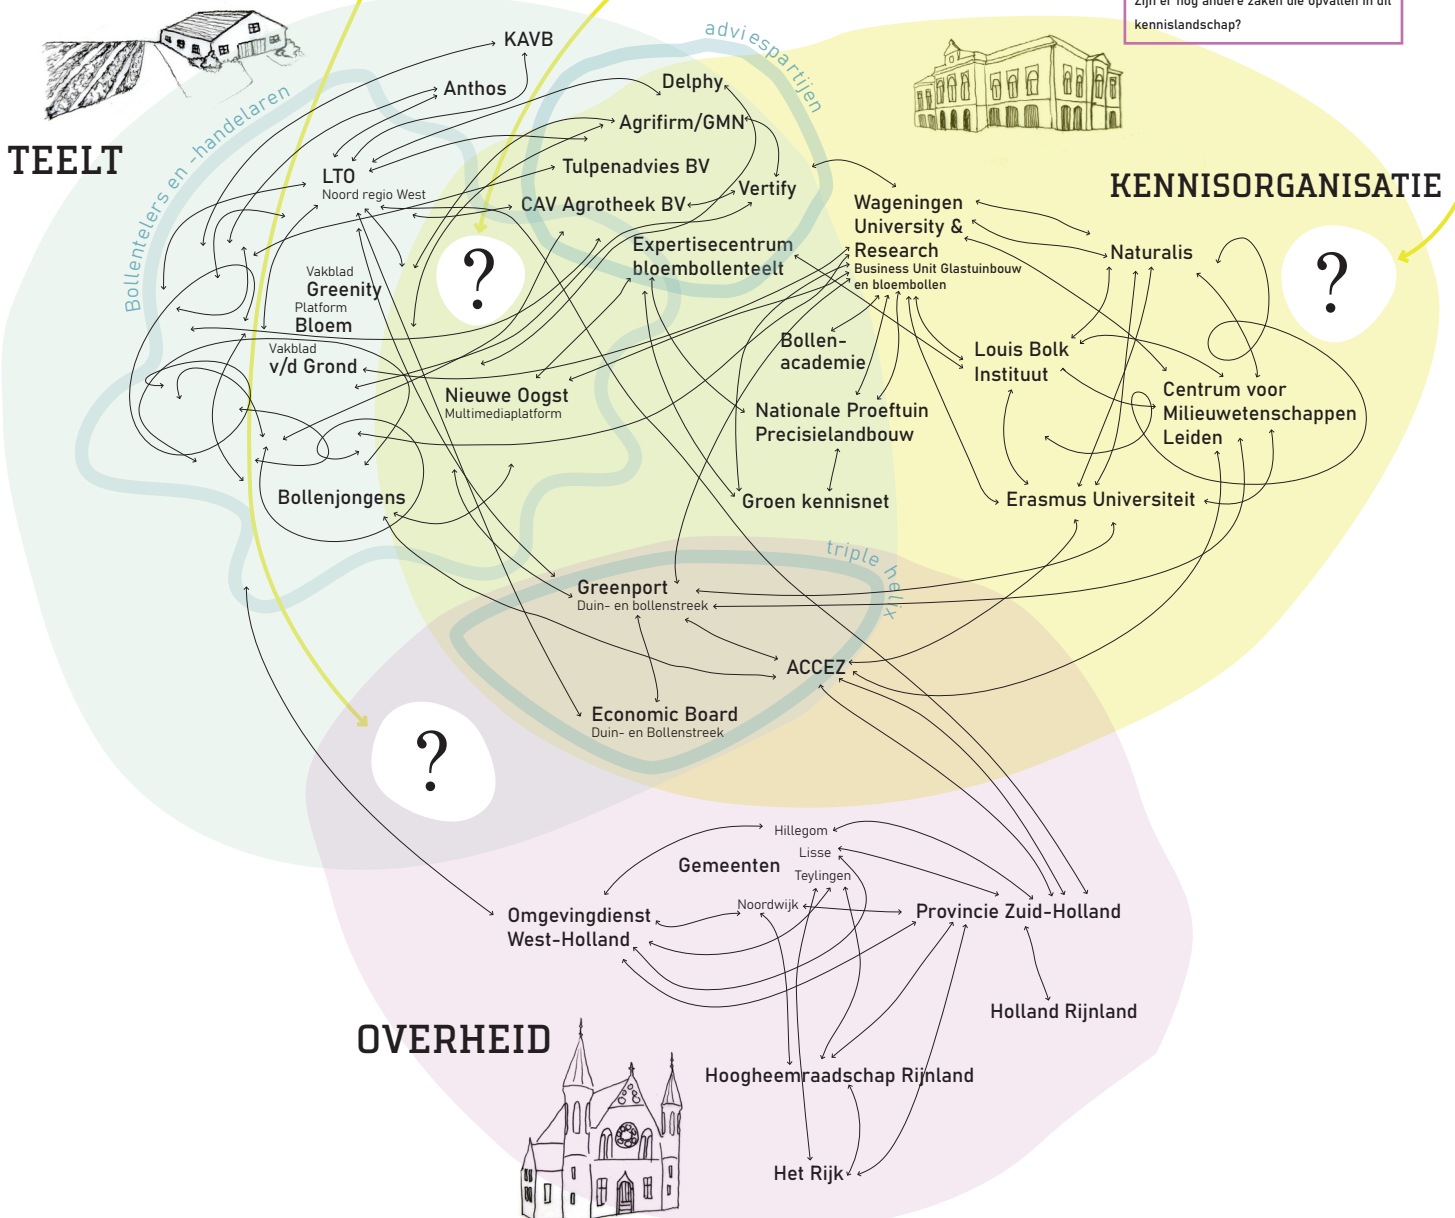 Zijn er nog andere zaken die opvallen in dit
kennislandschap?
adviespartijen
KAVB
Anthos
Delphy
Agrifirm/GMN
Tulpenadvies BV
CAV Agrotheek BV
Vertify
Expertisecentrum
bloembollenteelt
TEELT
Bollentelers en -handelaren
LTO
Noord regio West
Vakblad
Greenity
Platform
Bloem
Vakblad
v/d Grond
Nieuwe Oogst
Multimediaplatform
Bollenjongens
?
KENNISORGANISATIE
Wageningen
University &
Research
Business Unit Glastuinbouw
en bloembollen
Naturalis
?
Bollen-
academie
Louis Bolk
Instituut
Centrum voor
Milieuwetenschappen
Leiden
Nationale Proeftuin
Precisielandbouw
Groen kennisnet
Erasmus Universiteit
triple helix
Greenport
Duin- en bollenstreek
ACCEZ
Economic Board
Duin- en Bollenstreek
?
Hillegom
Lisse
Gemeenten
Teylingen
Noordwijk
Omgevingdienst
West-Holland
Provincie Zuid-Holland
Holland Rijnland
OVERHEID
Hoogheemraadschap Rijnland
Het Rijk